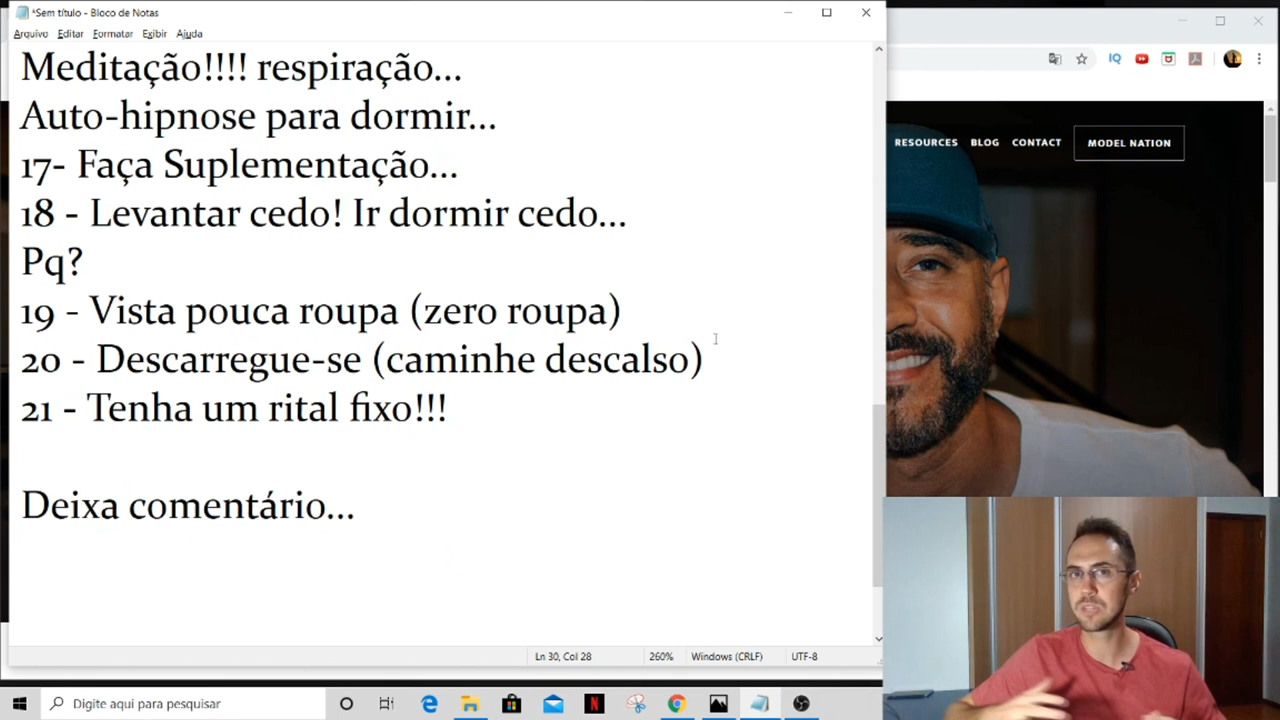 *Sem título - Bloco de Notas
Arquivo Editar Formatar Exibir Ajuda
Meditação!!!! respiração...
Auto-hipnose para dormir...
17- Faça Suplementação...
18 - Levantar cedo! Ir dormir cedo...
Pq?
19 - Vista pouca roupa (zero roupa)
20 - Descarregue-se (caminhe descalso)
21 - Tenha um rital fixo!!!
Deixa comentário...
Ln 30, Col 28 260% Windows (CRLF) UTF-8
IQ
RESOURCES BLOG CONTACT MODEL NATION
Digite aqui para pesquisar
N